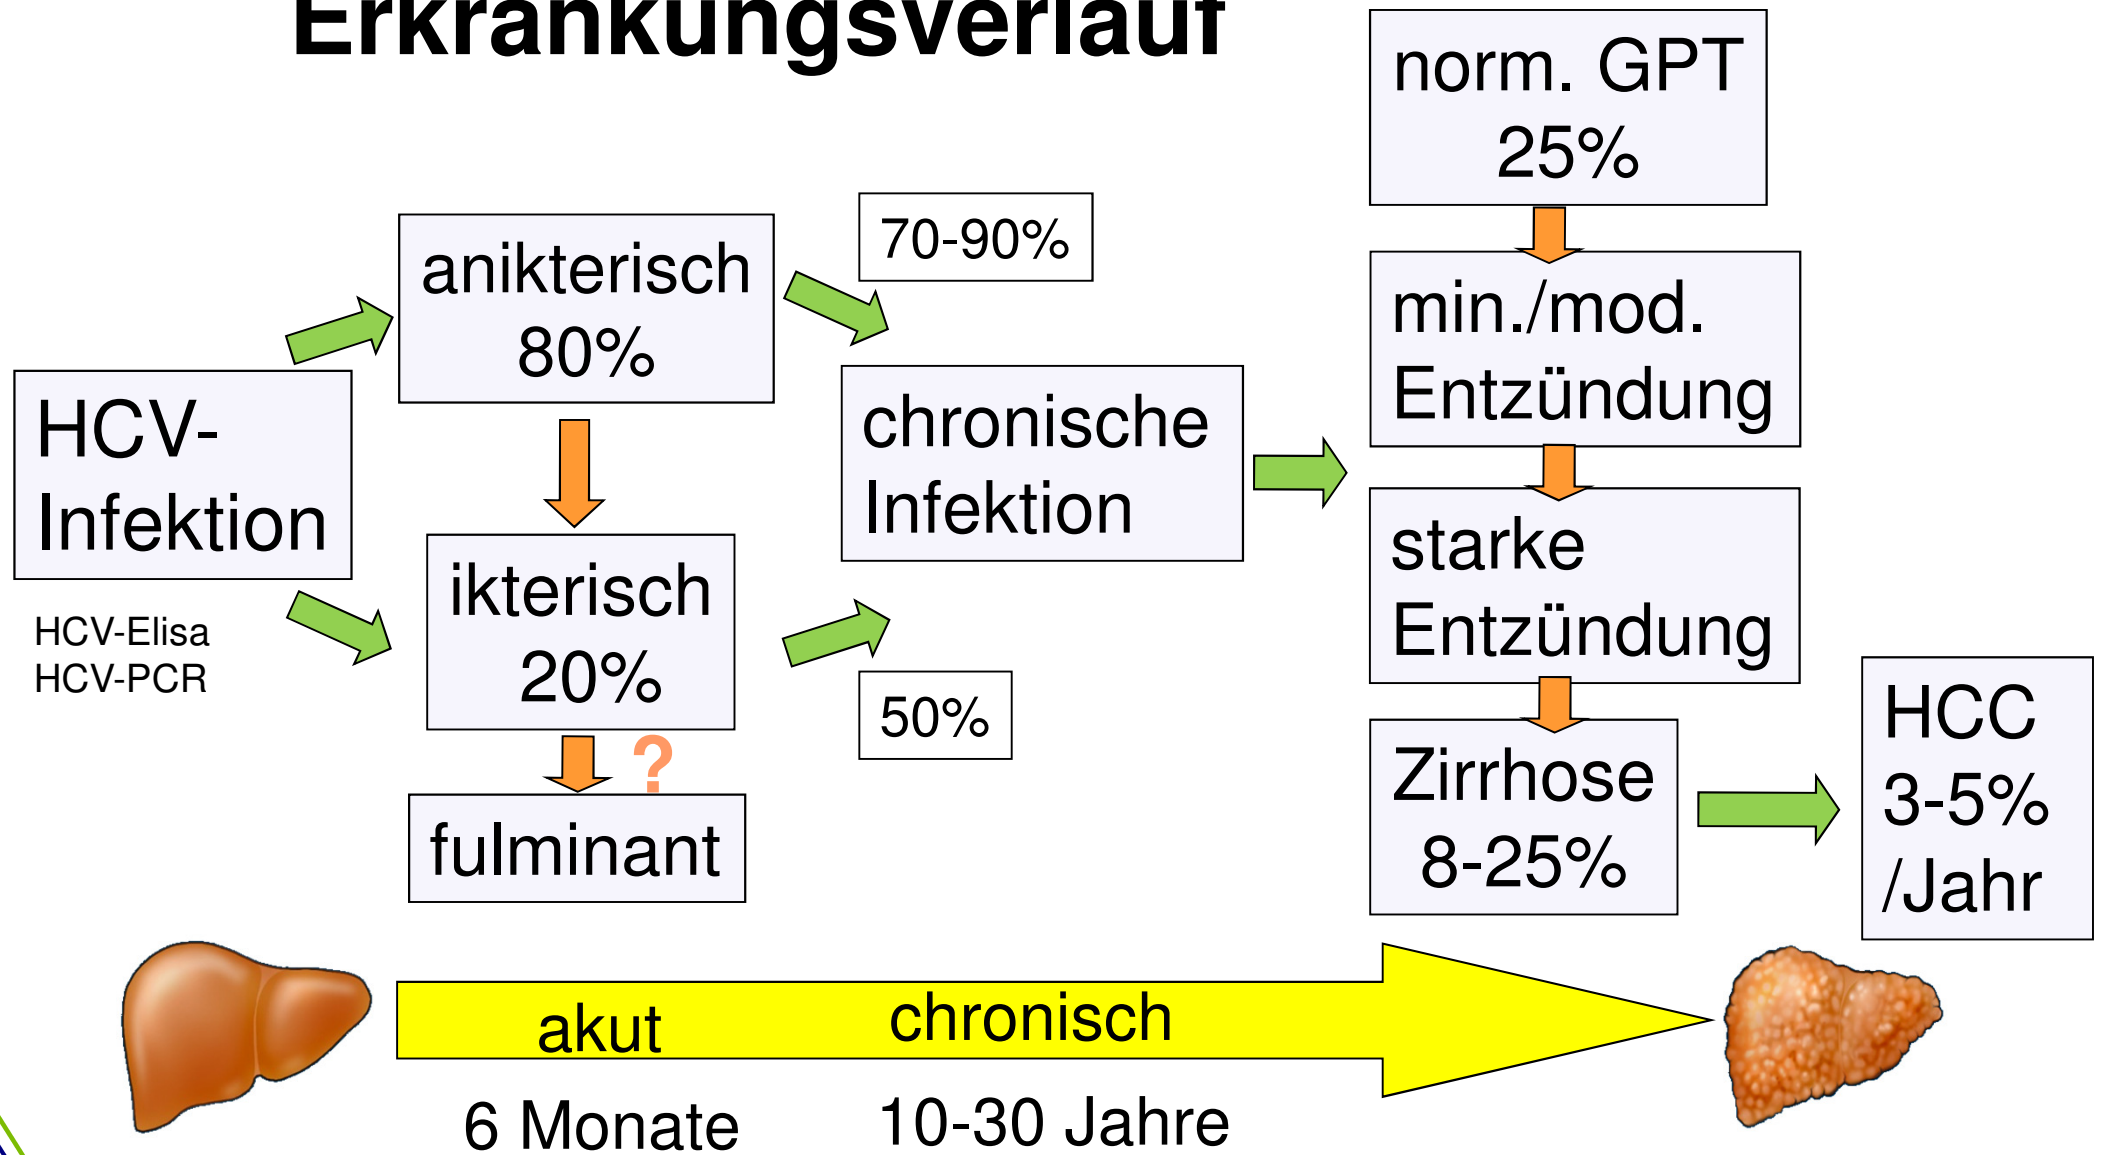 Erkrankungsverlauf
HCV-
Infektion
HCV-Elisa
HCV-PCR
anikterisch
80%
ikterisch
20%
?
fulminant
70-90%
chronische
Infektion
50%
norm. GPT
25%
min./mod.
Entzündung
starke
Entzündung
Zirrhose
8-25%
HCC
3-5%
/Jahr
akut
chronisch
6 Monate
10-30 Jahre